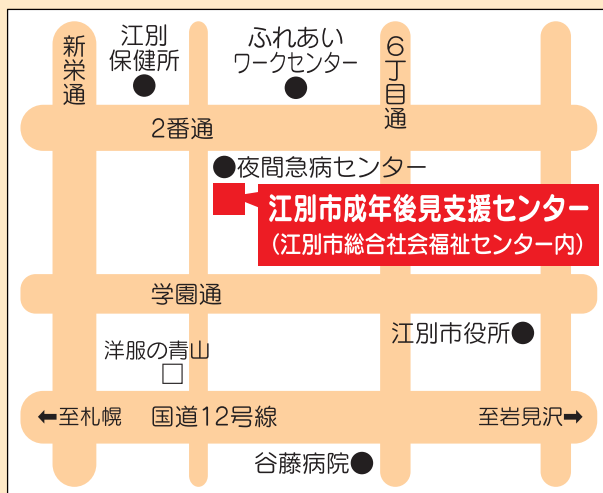 新栄通
江別
保健所
ふれあい
ワークセンター
6丁目通
2番通
夜間急病センター
江別市成年後見支援センター
(江別市総合社会福祉センター内)
学園通
江別市役所
洋服の青山
←至札幌
国道12号線
至岩見沢→
谷藤病院